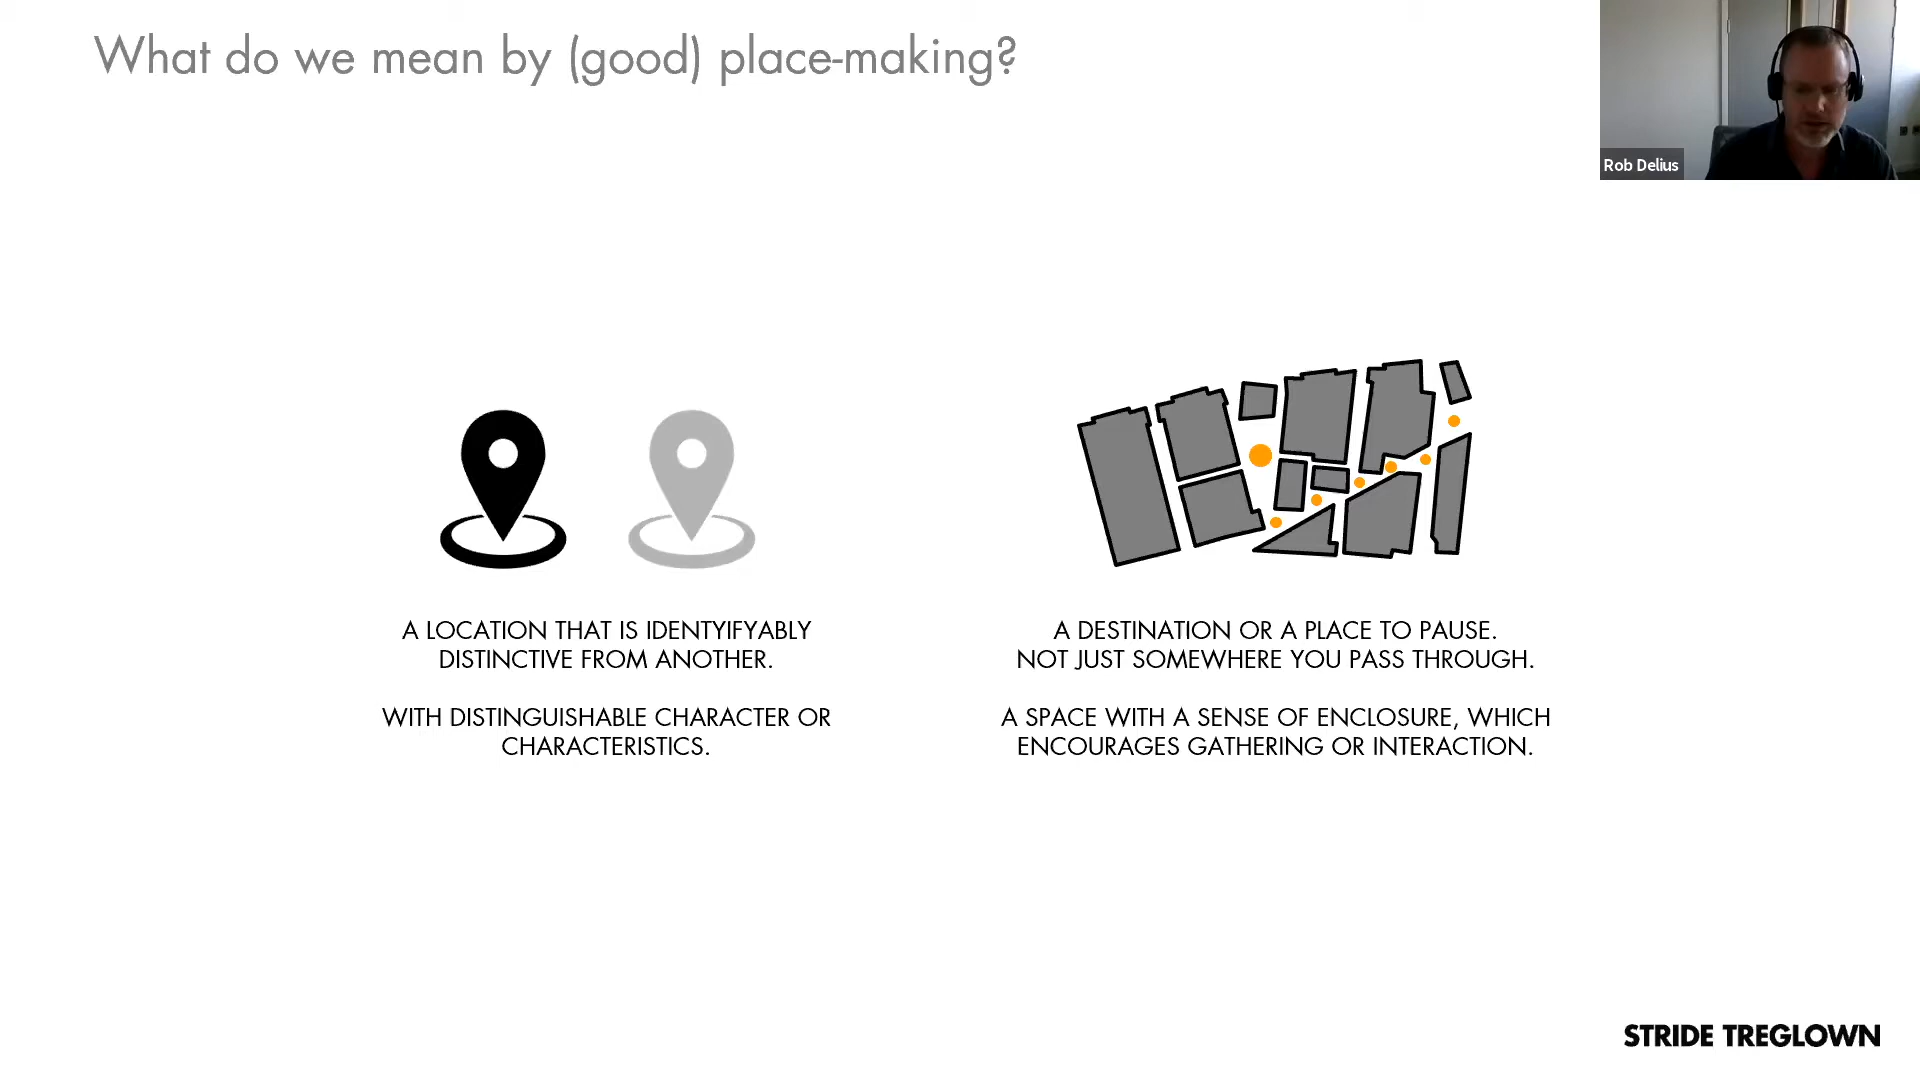 What do we mean by (good) place-making?
Rob Delius
A LOCATION THAT IS IDENTYIFYABLY
DISTINCTIVE FROM ANOTHER.
WITH DISTINGUISHABLE CHARACTER OR
CHARACTERISTICS.
A DESTINATION OR A PLACE TO PAUSE.
NOT JUST SOMEWHERE YOU PASS THROUGH.
A SPACE WITH A SENSE OF ENCLOSURE, WHICH
ENCOURAGES GATHERING OR INTERACTION.
STRIDE TREGLOWN